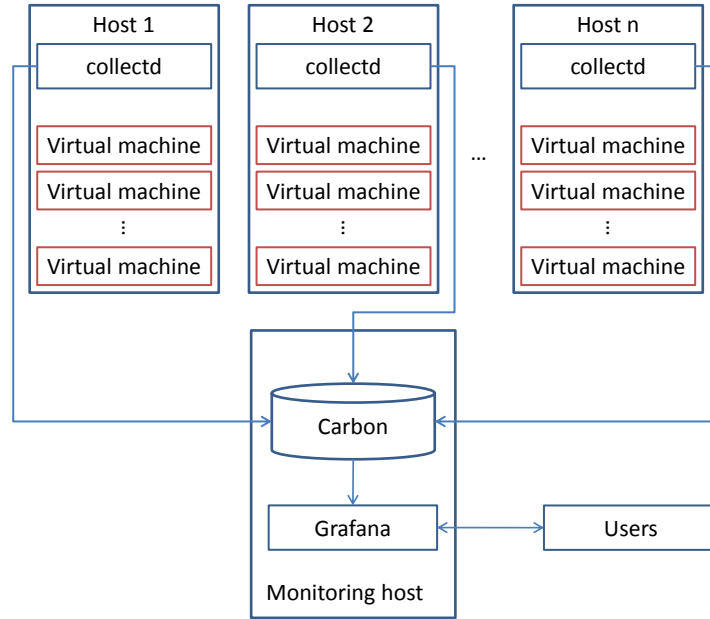 Host 1
collectd
Virtual machine
Virtual machine
...
Virtual machine
Host 2
collectd
Virtual machine
Virtual machine
...
Virtual machine
...
Host n
collectd
Virtual machine
Virtual machine
...
Virtual machine
Carbon
Grafana
Users
Monitoring host